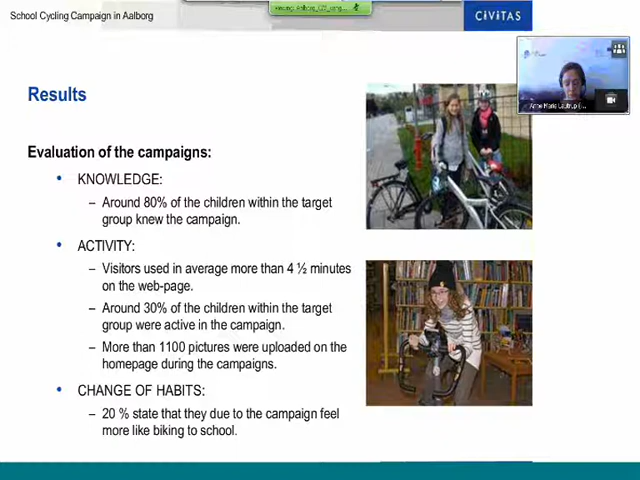 School Cycling Campaign in Aalborg
CIVITAS
Results
Evaluation of the campaigns:
• KNOWLEDGE:
– Around 80% of the children within the target
group knew the campaign.
• ACTIVITY:
– Visitors used in average more than 4 ½ minutes
on the web-page.
– Around 30% of the children within the target
group were active in the campaign.
– More than 1100 pictures were uploaded on the
homepage during the campaigns.
• CHANGE OF HABITS:
– 20 % state that they due to the campaign feel
more like biking to school.